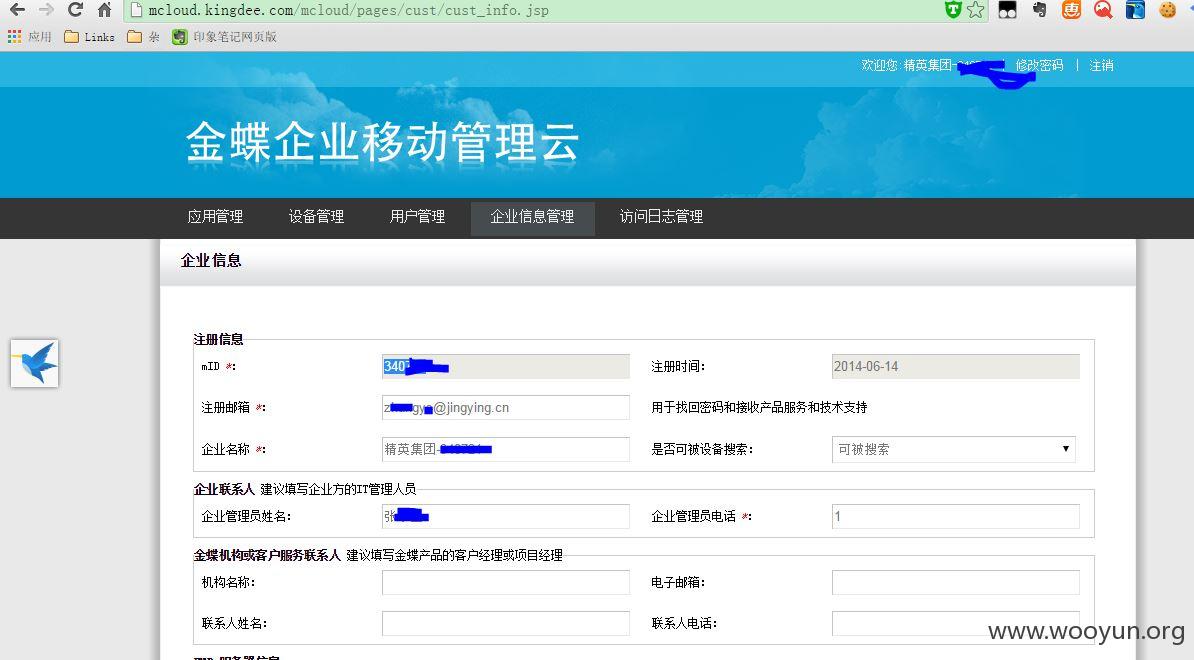 mcloud.kingdee.com/mcloud/pages/cust/cust_info.jsp
应用 Links 杂 印象笔记网页版
欢迎您 精英集团- | 修改密码 | 注销
金蝶企业移动管理云
应用管理 设备管理 用户管理 企业信息管理 访问日志管理
企业信息
注册信息
mID *: 340 注册时间: 2014-06-14
注册邮箱 *: @jingying.cn 用于找回密码和接收产品服务和技术支持
企业名称 *: 精英集团- 是否可被设备搜索: 可被搜索
企业联系人 建议填写企业方的IT管理人员
企业管理员姓名: 张 企业管理员电话 *: 1
金蝶机构或客户服务联系人 建议填写金蝶产品的客户经理或项目经理
机构名称: 电子邮箱:
联系人姓名: 联系人电话:
www.wooyun.org